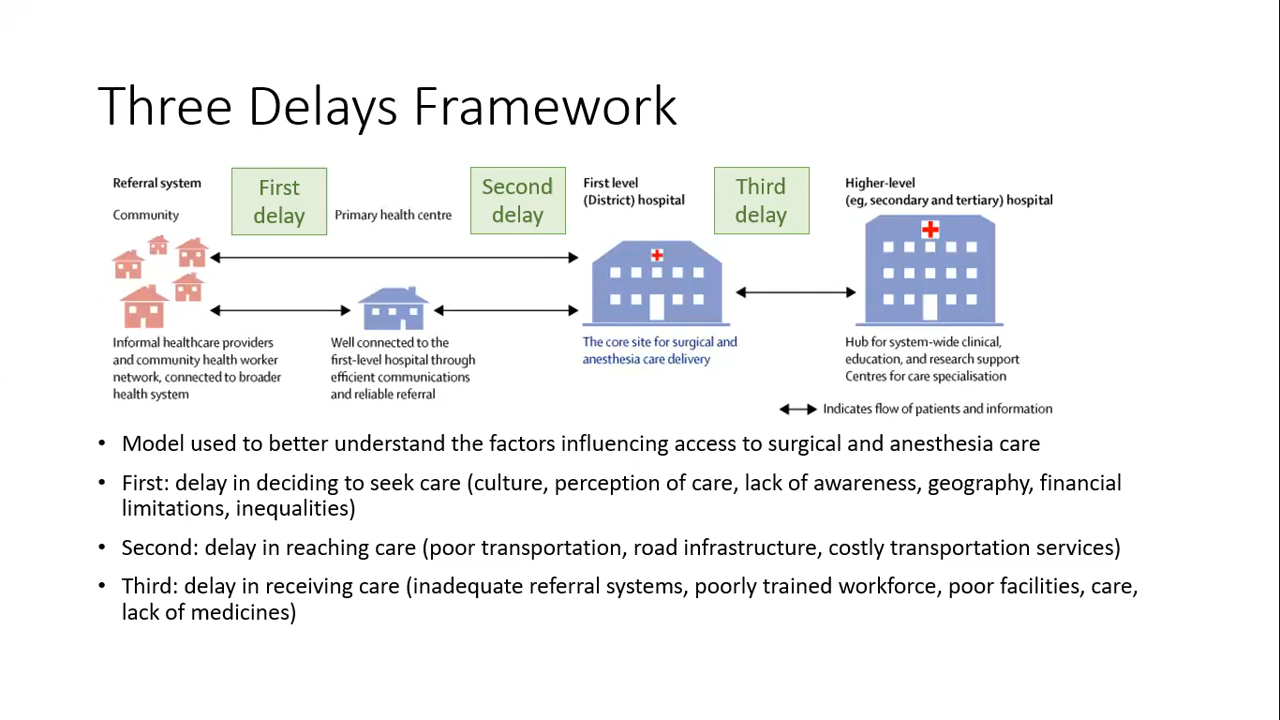 Three Delays Framework
Referral system
Community
First
delay
Primary health centre
Second
delay
First level
(District) hospital
Third
delay
Higher-level
(eg, secondary and tertiary) hospital
Informal healthcare providers
and community health worker
network, connected to broader
health system
Well connected to the
first-level hospital through
efficient communications
and reliable referral
The core site for surgical and
anesthesia care delivery
Hub for system-wide clinical,
education, and research support
Centres for care specialisation
Indicates flow of patients and information
• Model used to better understand the factors influencing access to surgical and anesthesia care
• First: delay in deciding to seek care (culture, perception of care, lack of awareness, geography, financial
limitations, inequalities)
• Second: delay in reaching care (poor transportation, road infrastructure, costly transportation services)
• Third: delay in receiving care (inadequate referral systems, poorly trained workforce, poor facilities, care,
lack of medicines)